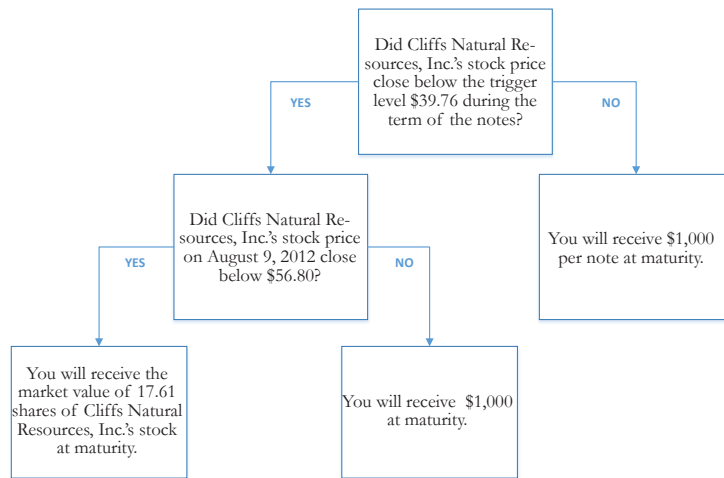 Did Cliffs Natural Re-
sources, Inc.'s stock price
close below the trigger
level $39.76 during the
term of the notes?
YES
NO
Did Cliffs Natural Re-
sources, Inc.'s stock price
on August 9, 2012 close
below $56.80?
You will receive $1,000
per note at maturity.
YES
NO
You will receive the
market value of 17.61
shares of Cliffs Natural
Resources, Inc.'s stock
at maturity.
You will receive $1,000
at maturity.